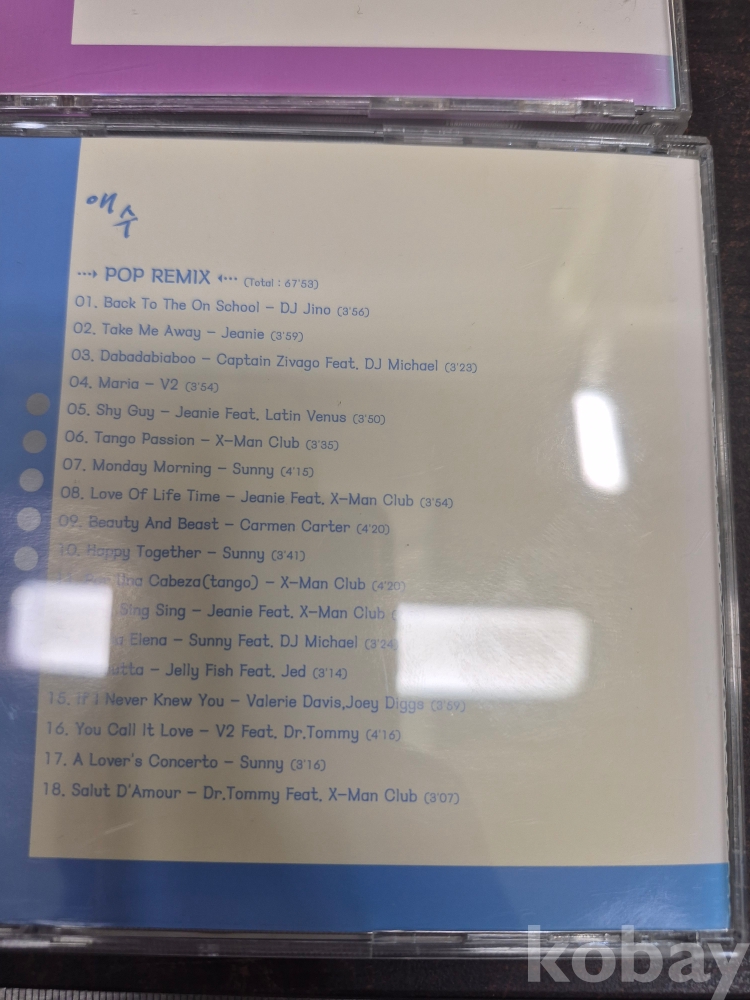 애수
POP REMIX (Total : 67'53)
01. Back To The On School - DJ Jino (3'56)
02. Take Me Away - Jeanie (3'59)
03. Dabadabiaboo - Captain Zivago Feat. DJ Michael (3'23)
04. Maria - V2 (3'54)
05. Shy Guy - Jeanie Feat. Latin Venus (3'50)
06. Tango Passion - X-Man Club (3'35)
07. Monday Morning - Sunny (4'15)
08. Love Of Life Time - Jeanie Feat. X-Man Club (3'54)
09. Beauty And Beast - Carmen Carter (4'20)
10. Happy Together - Sunny (3'41)
Una Cabeza(tango) - X-Man Club (4'20)
Sing Sing - Jeanie Feat. X-Man Club
Elena - Sunny Feat. DJ Michael (3'24)
- Jelly Fish Feat. Jed (3'14)
15. If I Never Knew You - Valerie Davis,Joey Diggs (3'59)
16. You Call It Love - V2 Feat. Dr.Tommy (4'16)
17. A Lover's Concerto - Sunny (3'16)
18. Salut D'Amour - Dr.Tommy Feat. X-Man Club (3'07)
kobay